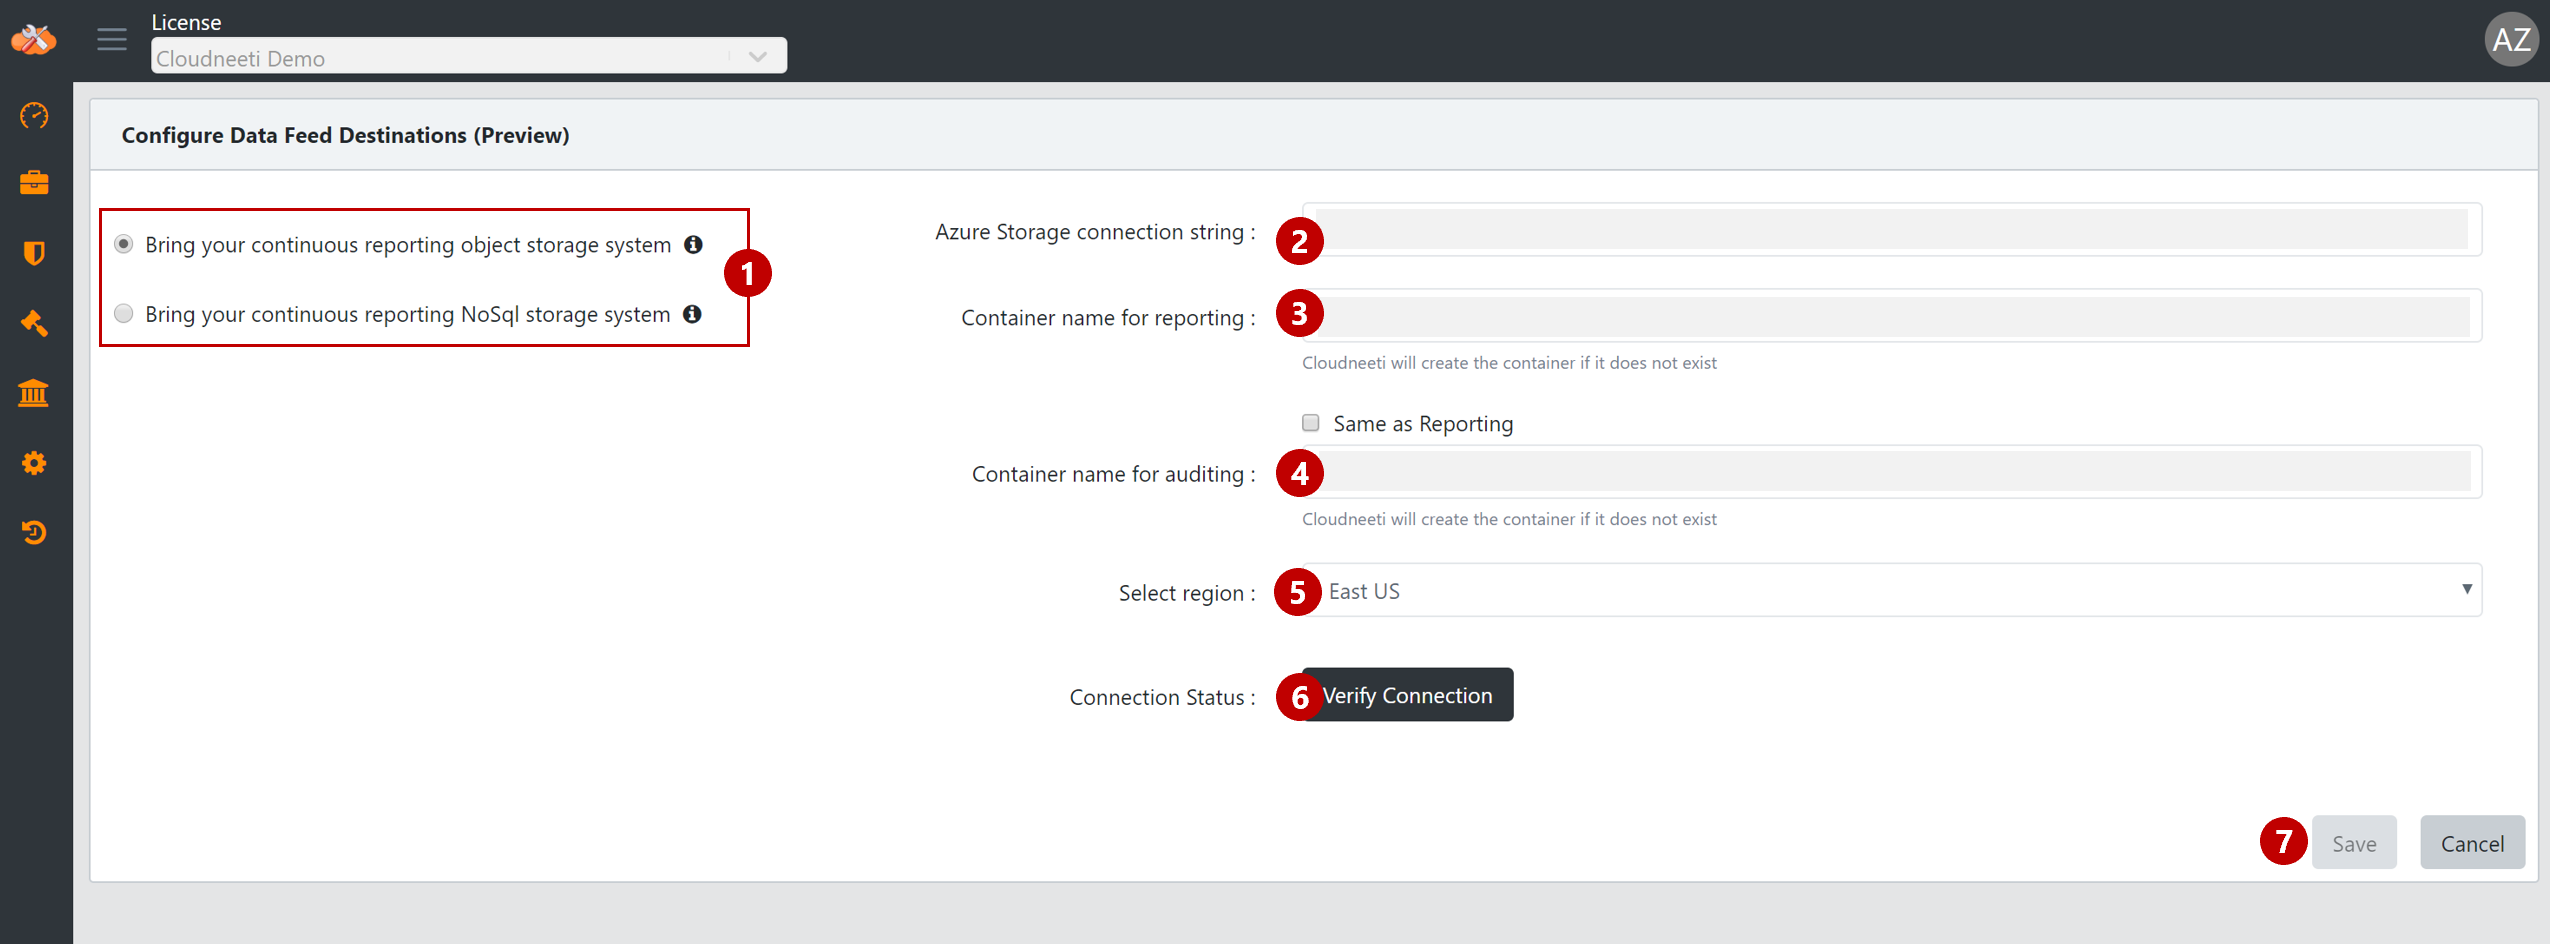 License
Cloudneeti Demo
AZ
Configure Data Feed Destinations (Preview)
Bring your continuous reporting object storage system
Bring your continuous reporting NoSql storage system
1
Azure Storage connection string :
2
Container name for reporting :
3
Cloudneeti will create the container if it does not exist
Same as Reporting
Container name for auditing :
4
Cloudneeti will create the container if it does not exist
Select region :
5
East US
Connection Status :
6
Verify Connection
7
Save
Cancel